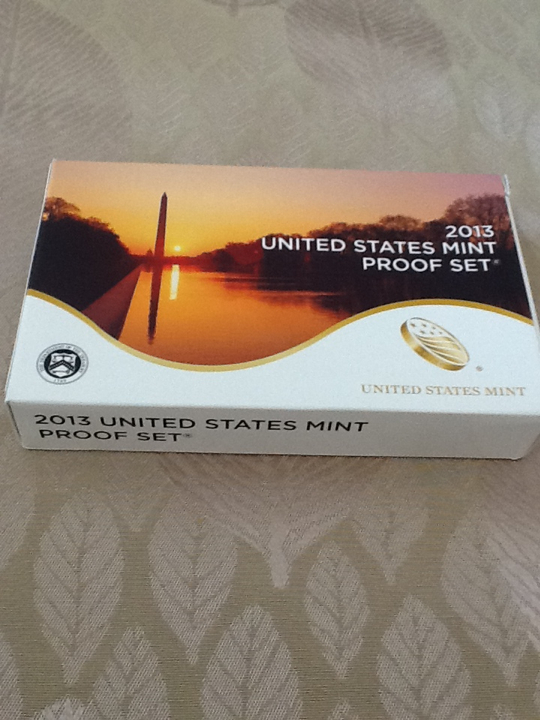 2013
UNITED STATES MINT
PROOF SET®
UNITED STATES MINT
2013 UNITED STATES MINT
PROOF SET®